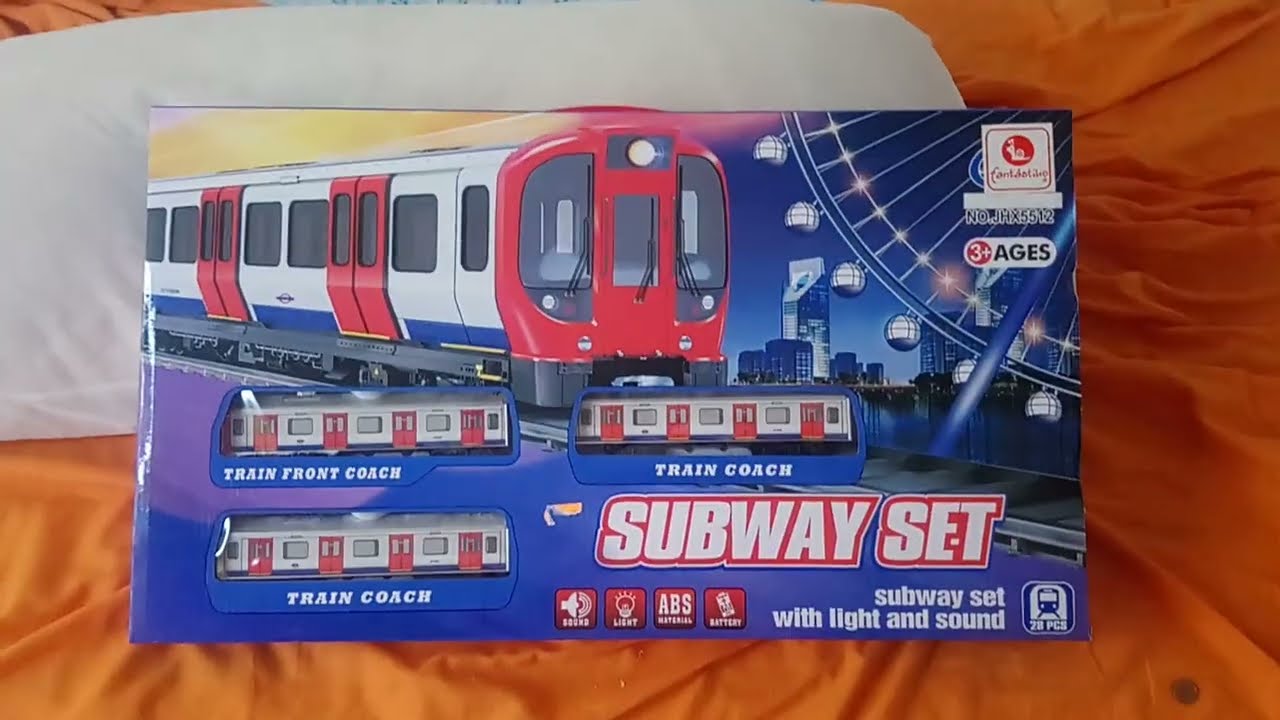 fantástiko
NO.JHX5512
3+ AGES
TRAIN FRONT COACH
TRAIN COACH
TRAIN COACH
SUBWAY SET
subway set
with light and sound
SOUND
LIGHT
ABS
MATERIAL
BATTERY
28 PCS